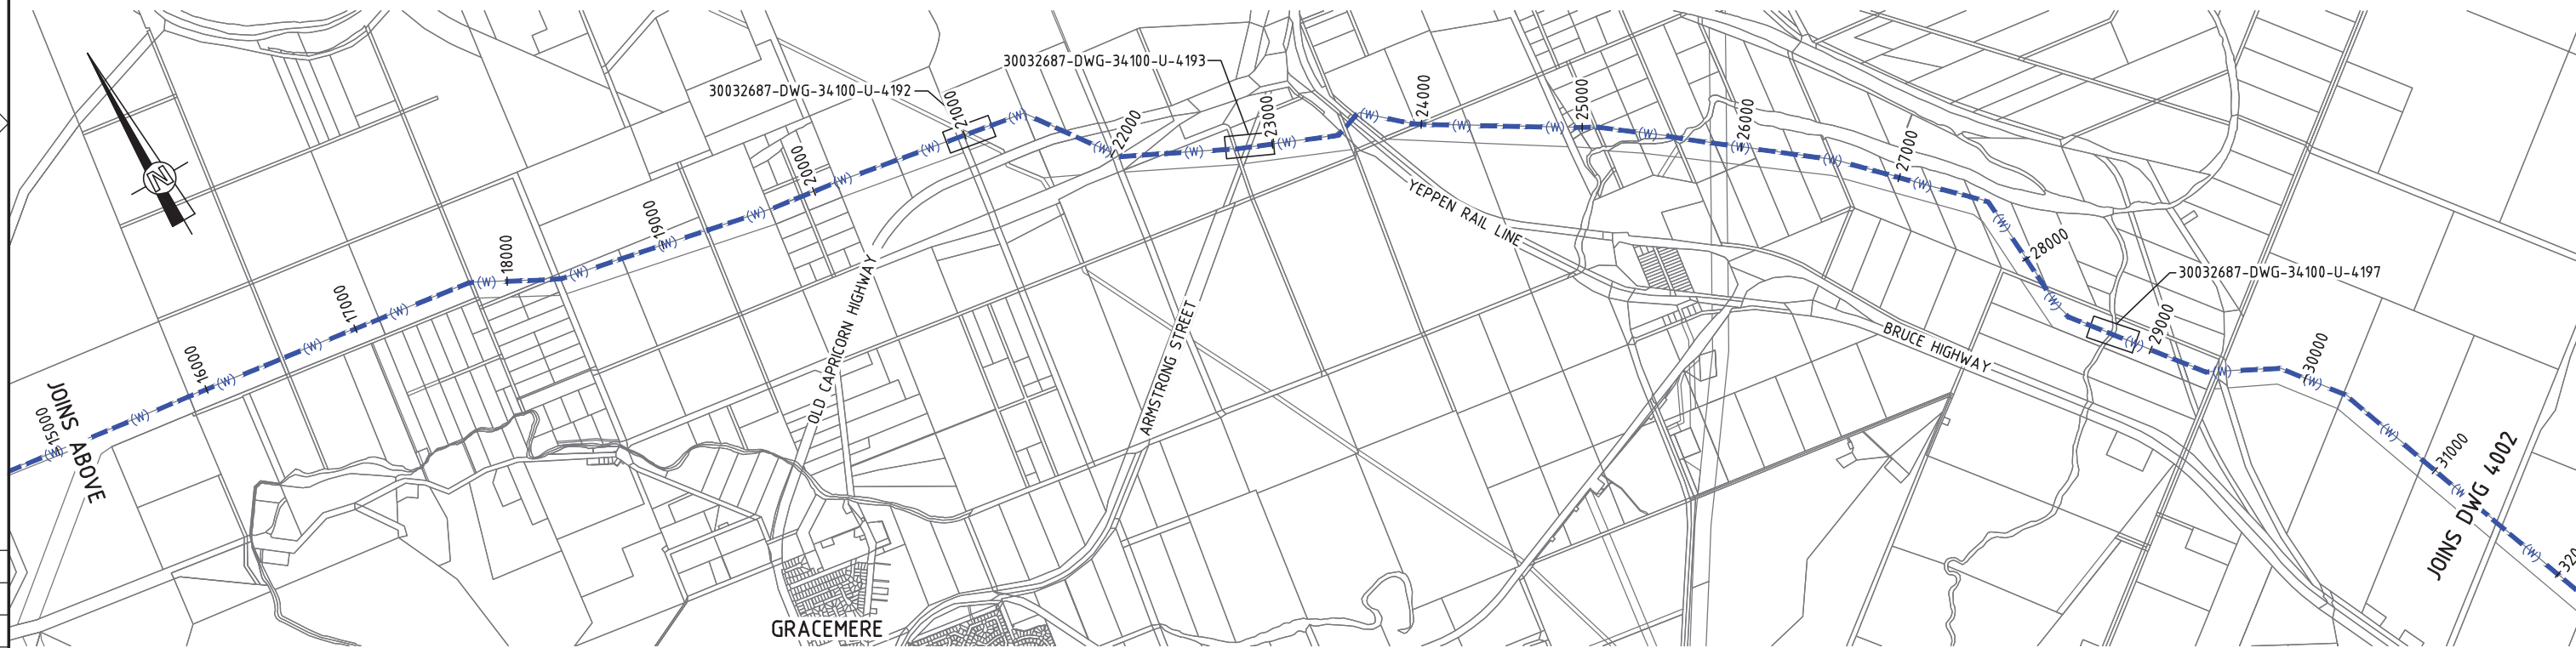 30032687-DWG-34100-U-4193
30032687-DWG-34100-U-4192
N
15000
16000
17000
18000
19000
20000
21000
22000
23000
24000
25000
26000
27000
28000
29000
30000
31000
(W) (W) (W) (W) (W) (W) (W) (W) (W) (W) (W) (W) (W) (W) (W) (W) (W) (W) (W) (W) (W) (W) (W) (W) (W) (W) (W) (W) (W) (W)
30032687-DWG-34100-U-4197
YEPPEN RAIL LINE
OLD CAPRICORN HIGHWAY
ARMSTRONG STREET
BRUCE HIGHWAY
JOINS ABOVE
JOINS DWG 4002
GRACEMERE